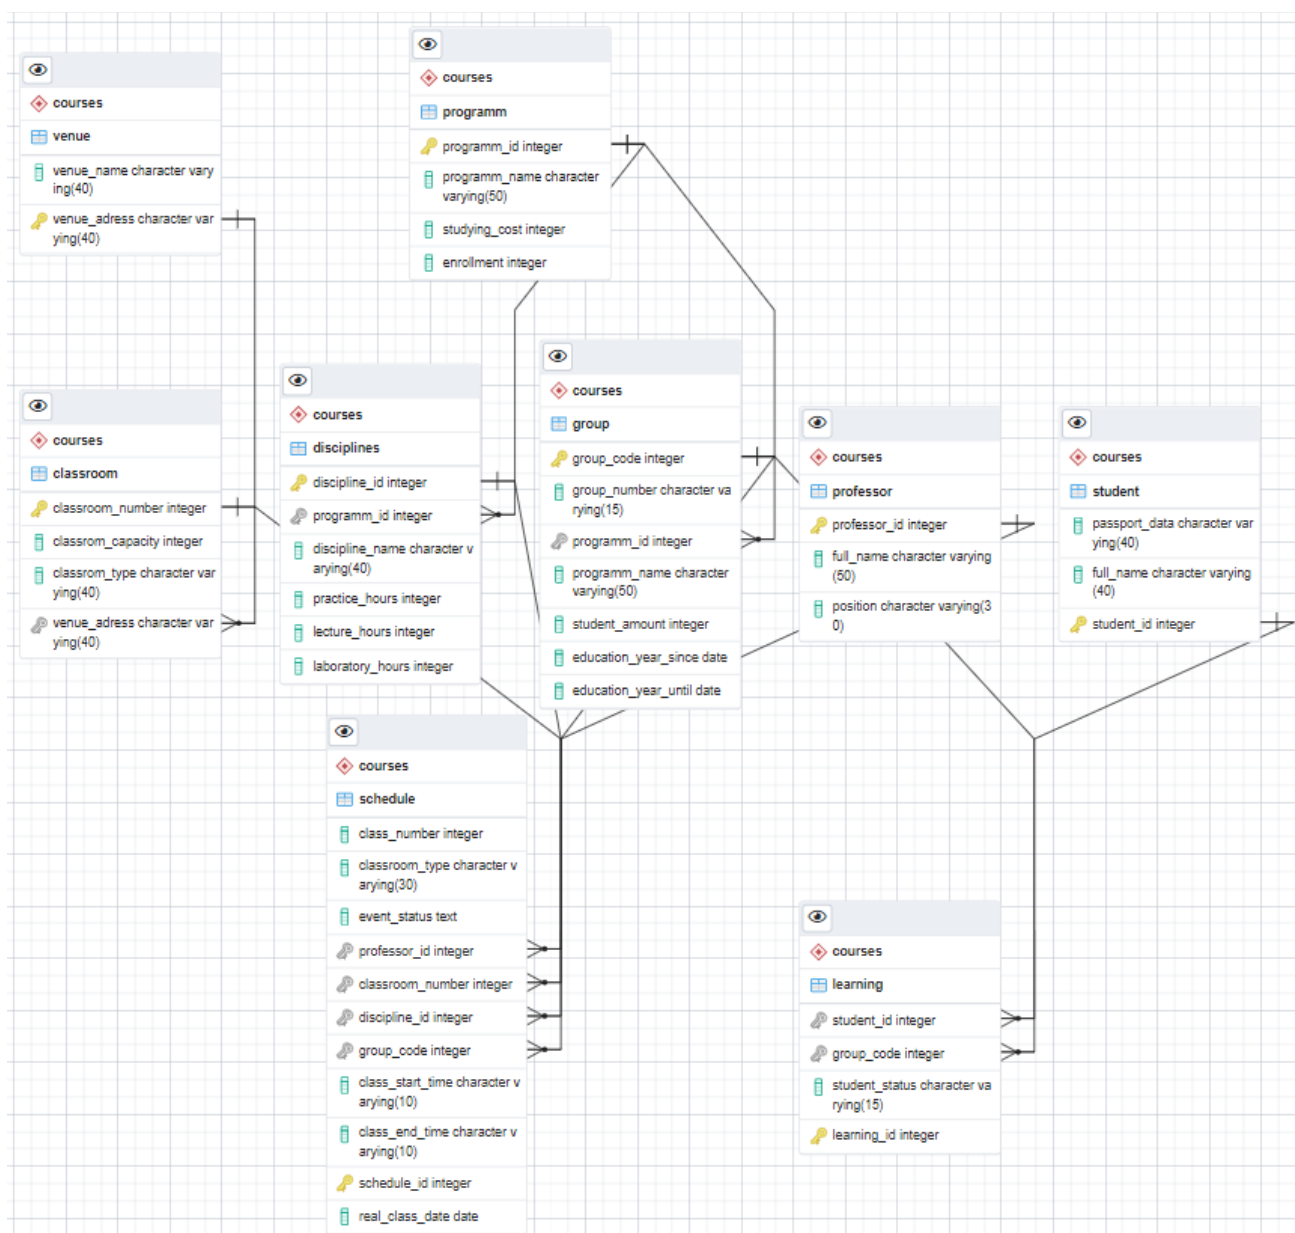 courses
venue
venue_name character vary
ing(40)
venue_adress character var
ying(40)
courses
programm
programm_id integer
programm_name character
varying(50)
studying_cost integer
enrollment integer
courses
classroom
classroom_number integer
classrom_capacity integer
classrom_type character var
ying(40)
venue_adress character var
ying(40)
courses
disciplines
discipline_id integer
programm_id integer
discipline_name character v
arying(40)
practice_hours integer
lecture_hours integer
laboratory_hours integer
courses
group
group_code integer
group_number character va
rying(15)
programm_id integer
programm_name character
varying(50)
student_amount integer
education_year_since date
education_year_until date
courses
professor
professor_id integer
full_name character varying
(50)
position character varying(3
0)
courses
student
passport_data character var
ying(40)
full_name character varying
(40)
student_id integer
courses
schedule
class_number integer
classroom_type character v
arying(30)
event_status text
professor_id integer
classroom_number integer
discipline_id integer
group_code integer
class_start_time character v
arying(10)
class_end_time character v
arying(10)
schedule_id integer
real_class_date date
courses
learning
student_id integer
group_code integer
student_status character va
rying(15)
learning_id integer